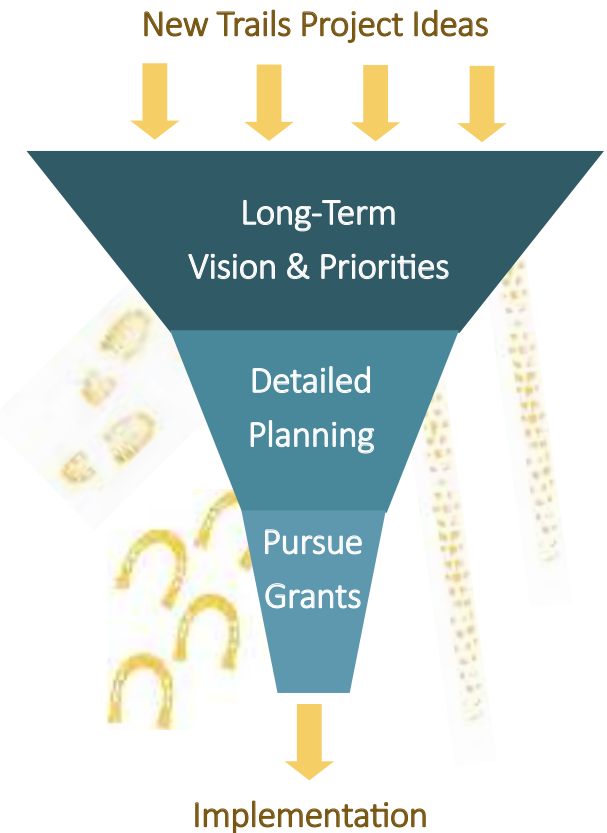 New Trails Project Ideas
Long-Term
Vision & Priorities
Detailed
Planning
Pursue
Grants
Implementation